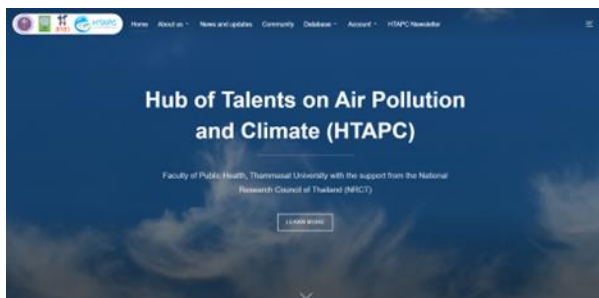 HTAPC
Home About us News and updates Community Database Account HTAPC Newsletter
Hub of Talents on Air Pollution
and Climate (HTAPC)
Faculty of Public Health, Thammasat University with the support from the National
Research Council of Thailand (NRCT)
LEARN MORE